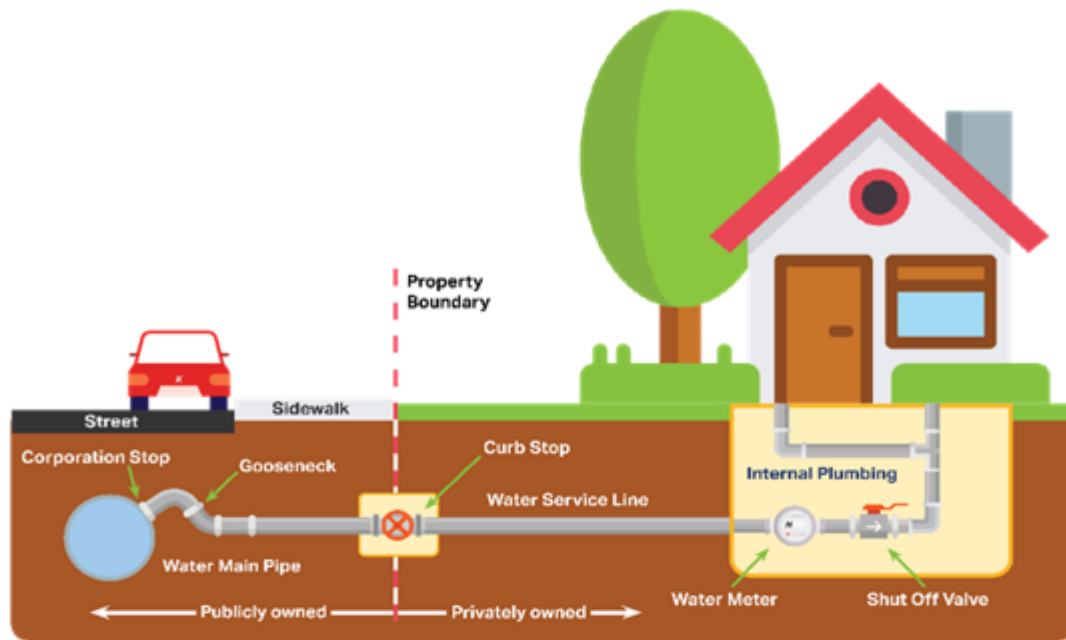 Property
Boundary
Sidewalk
Street
Corporation Stop
Gooseneck
Curb Stop
Water Service Line
Internal Plumbing
Water Main Pipe
Water Meter
Shut Off Valve
Publicly owned
Privately owned